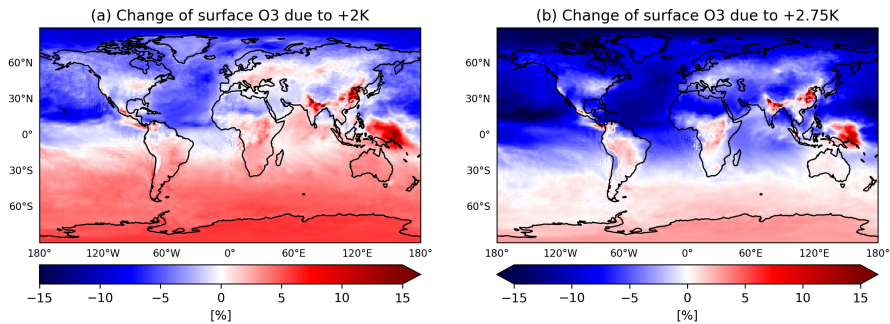 (a) Change of surface O3 due to +2K
60°N
30°N
0°
30°S
60°S
180°W 120°W 60°W 0° 60°E 120°E 180°
−15 −10 −5 0 5 10 15
[%]
(b) Change of surface O3 due to +2.75K
60°N
30°N
0°
30°S
60°S
180°W 120°W 60°W 0° 60°E 120°E 180°
−15 −10 −5 0 5 10 15
[%]